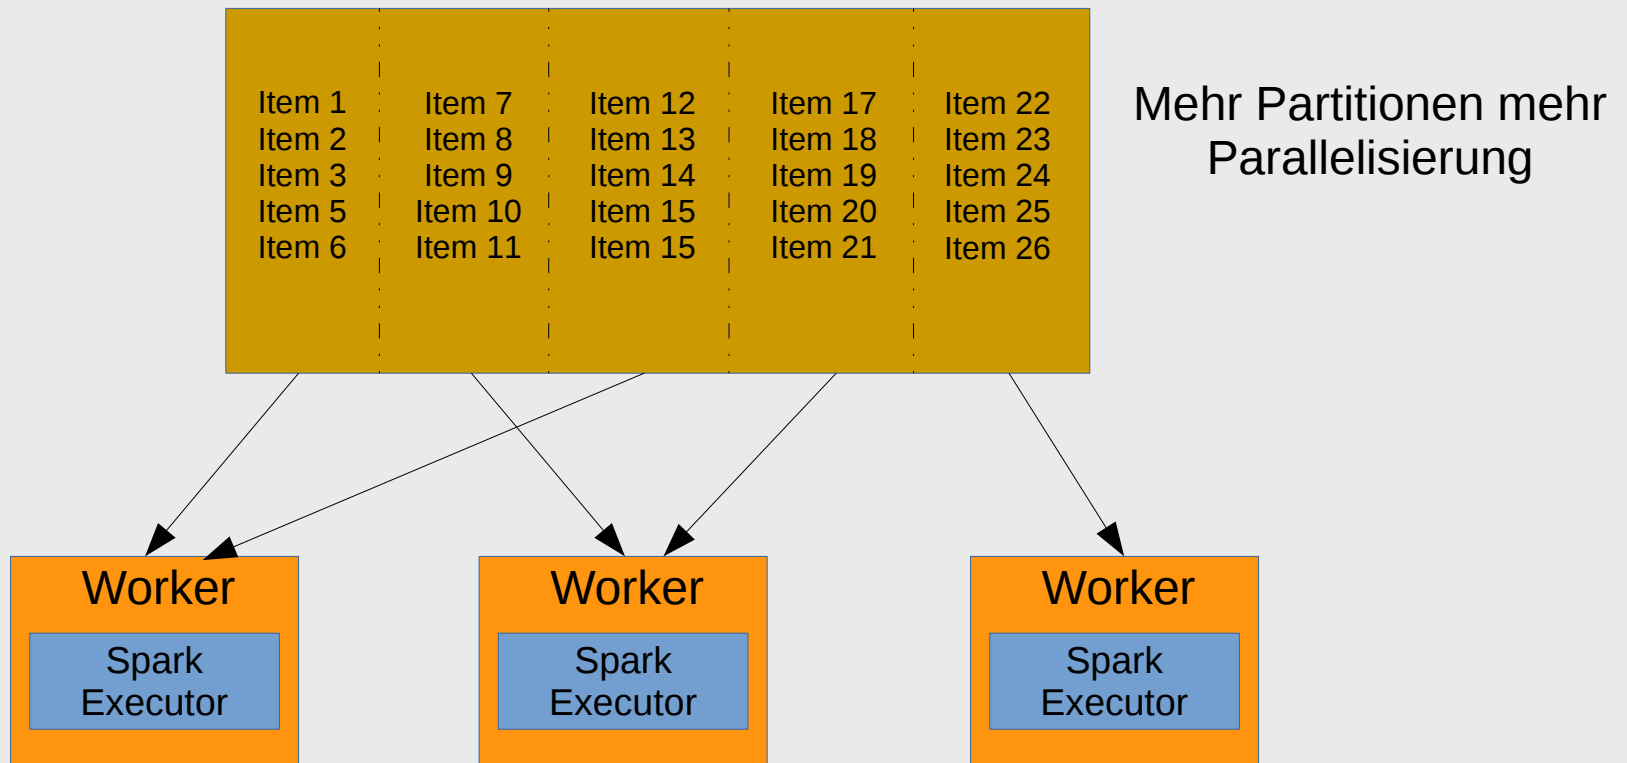 Item 1
Item 2
Item 3
Item 5
Item 6
Item 7
Item 8
Item 9
Item 10
Item 11
Item 12
Item 13
Item 14
Item 15
Item 15
Item 17
Item 18
Item 19
Item 20
Item 21
Item 22
Item 23
Item 24
Item 25
Item 26
Mehr Partitionen mehr
Parallelisierung
Worker
Spark
Executor
Worker
Spark
Executor
Worker
Spark
Executor